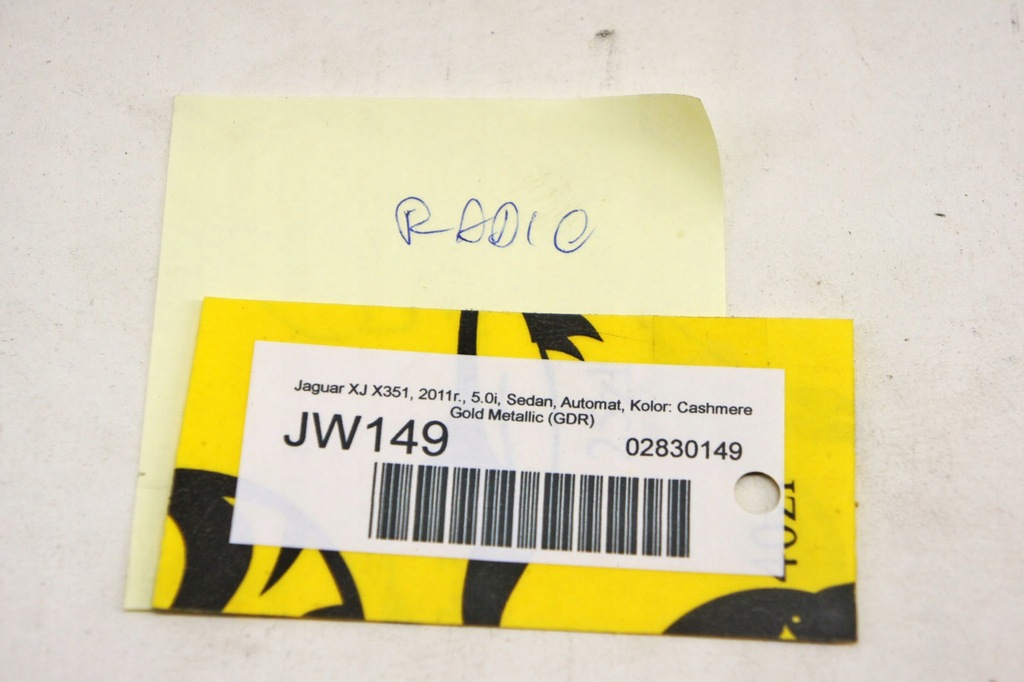 RADIO
Jaguar XJ X351, 2011r., 5.0i, Sedan, Automat, Kolor: Cashmere
Gold Metallic (GDR)
JW149
02830149